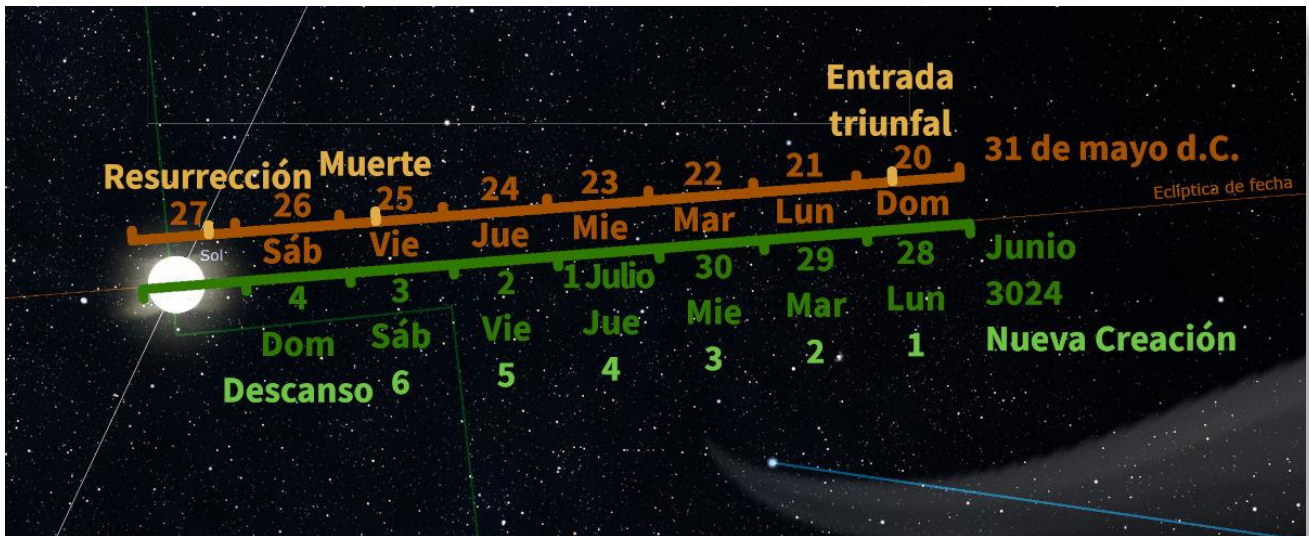 Entrada
triunfal
Resurrección Muerte
27 26 25 24 23 22 21 20 31 de mayo d.C.
Eclíptica de fecha
Sol Sáb Vie Jue Mie Mar Lun Dom
4 3 2 1 Julio 30 29 28 Junio
3024
Dom Sáb Vie Jue Mie Mar Lun
Descanso 6 5 4 3 2 1 Nueva Creación